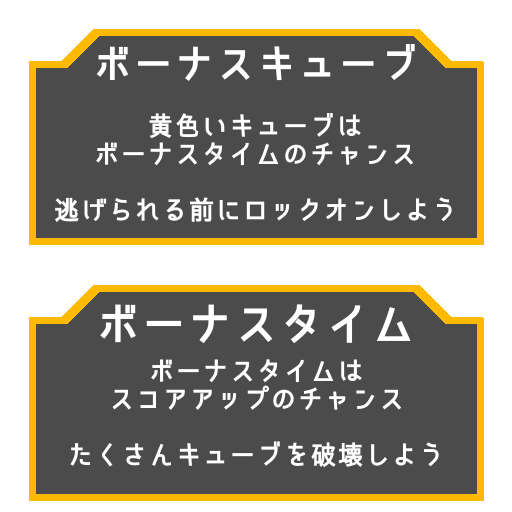 ボーナスキューブ
黄色いキューブは
ボーナスタイムのチャンス
逃げられる前にロックオンしよう
ボーナスタイム
ボーナスタイムは
スコアアップのチャンス
たくさんキューブを破壊しよう